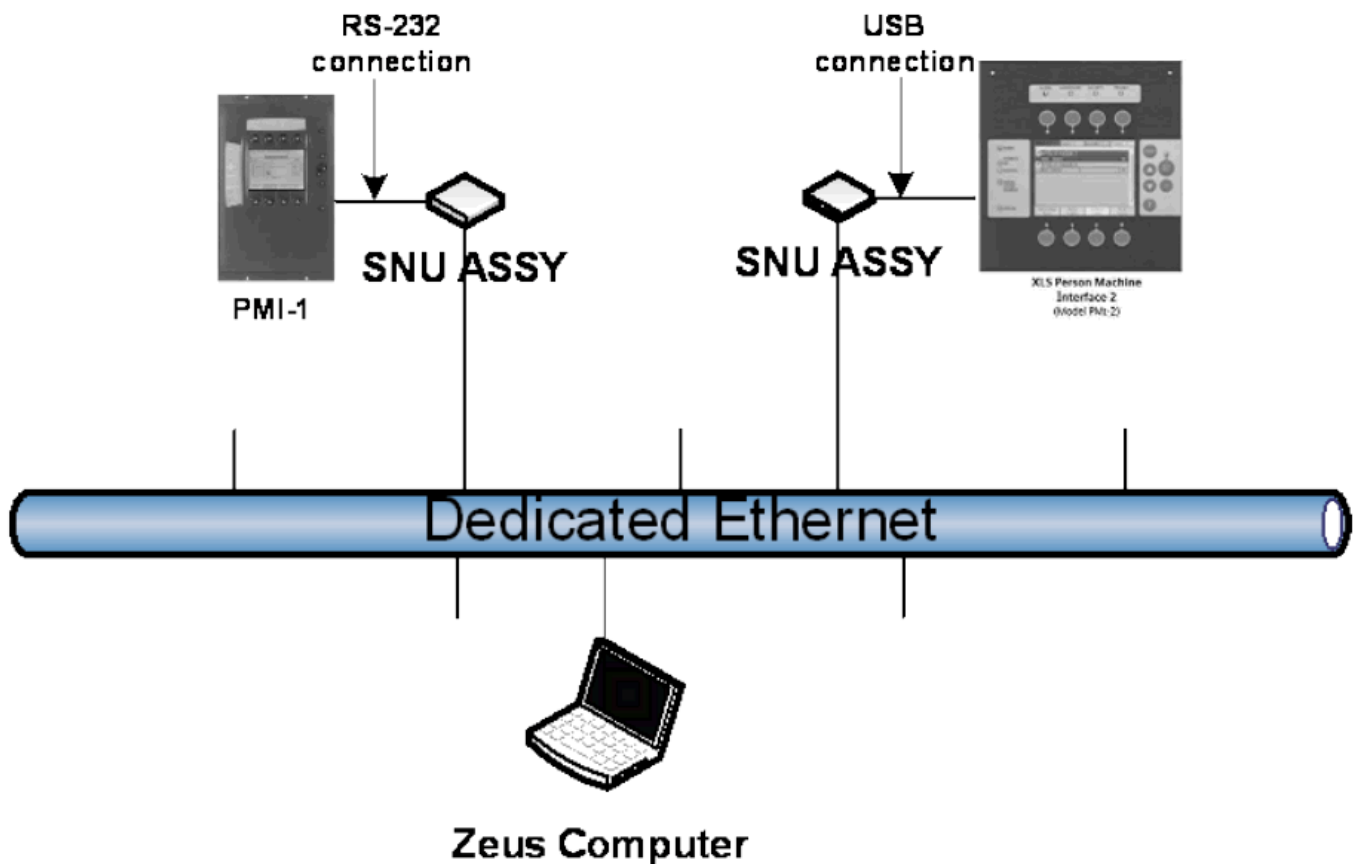 RS-232
connection
USB
connection
SNU ASSY
SNU ASSY
PMI-1
XLS Person Machine
Interface 2
(Model PMI-2)
Dedicated Ethernet
Zeus Computer